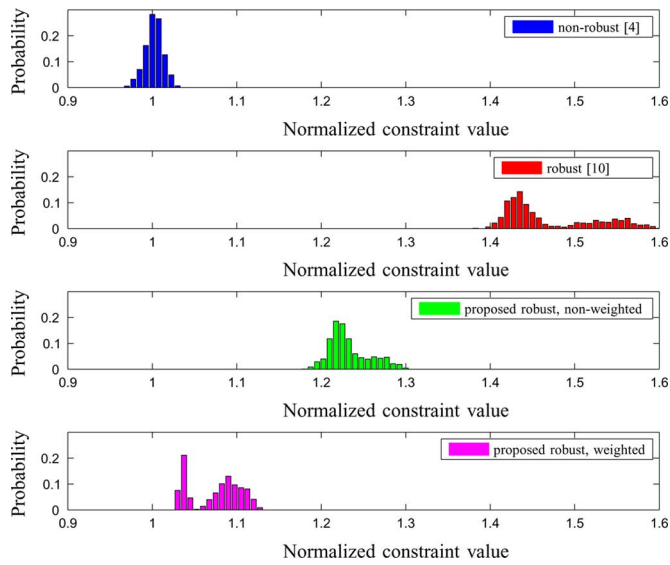 Probability
0.2
0.1
0
non-robust [4]
0.9 1 1.1 1.2 1.3 1.4 1.5 1.6
Normalized constraint value
Probability
0.2
0.1
0
robust [10]
0.9 1 1.1 1.2 1.3 1.4 1.5 1.6
Normalized constraint value
Probability
0.2
0.1
0
proposed robust, non-weighted
0.9 1 1.1 1.2 1.3 1.4 1.5 1.6
Normalized constraint value
Probability
0.2
0.1
0
proposed robust, weighted
0.9 1 1.1 1.2 1.3 1.4 1.5 1.6
Normalized constraint value